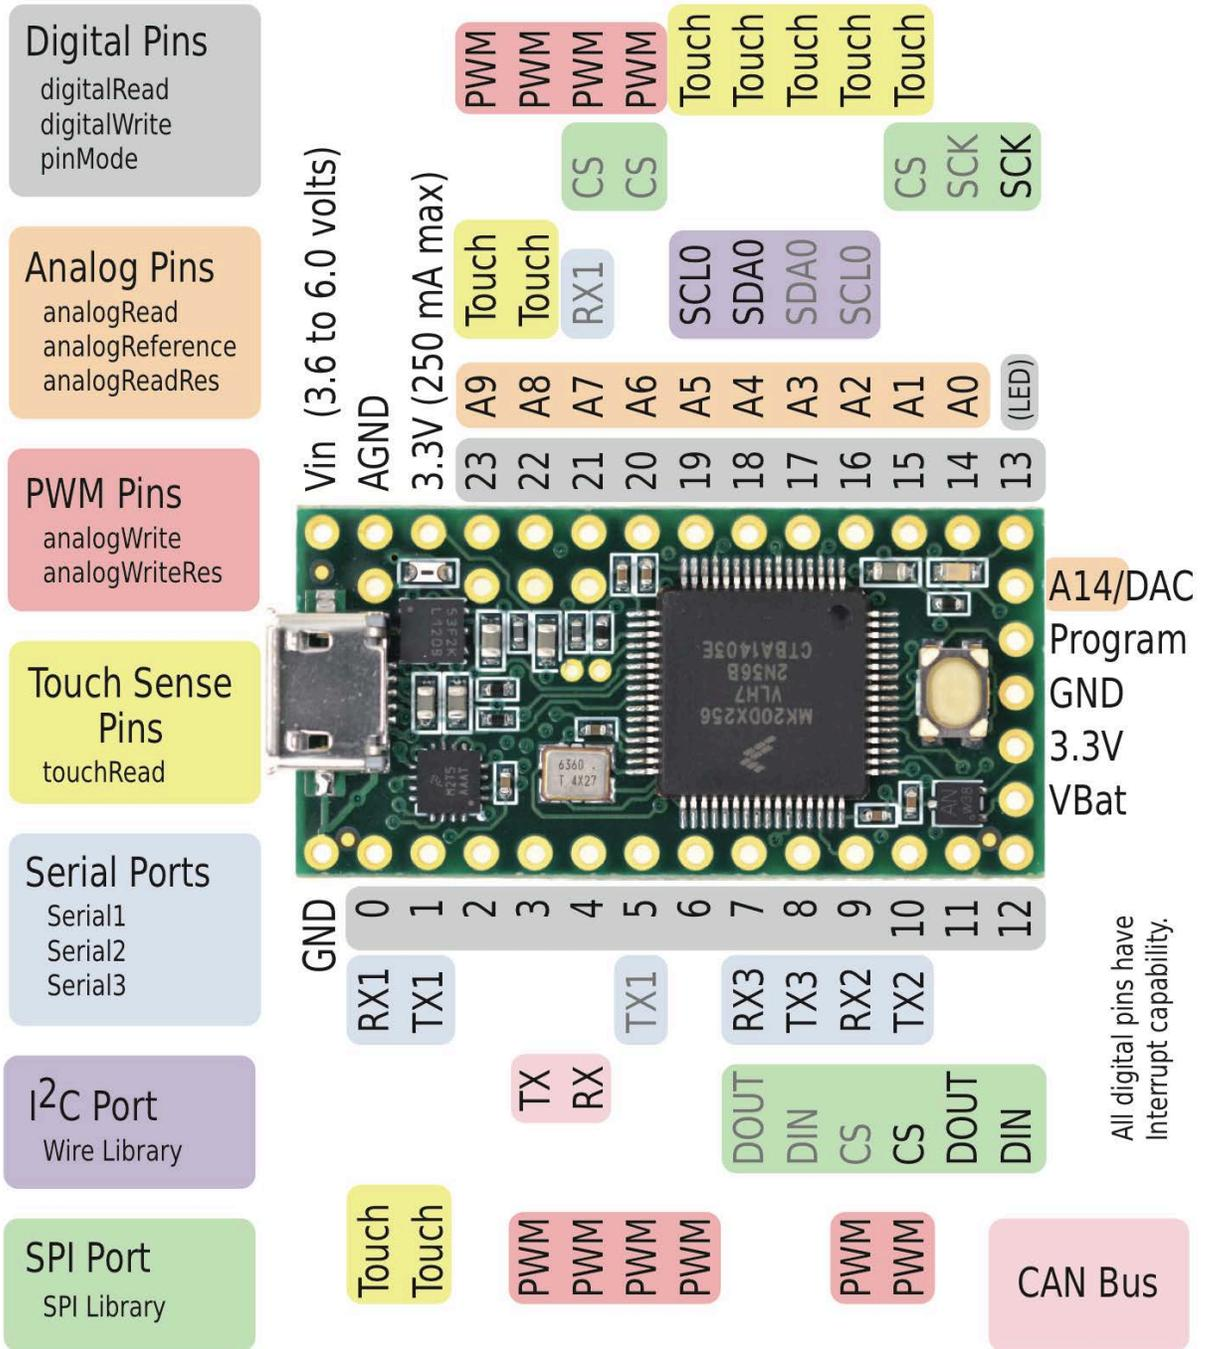 Digital Pins
digitalRead
digitalWrite
pinMode
Analog Pins
analogRead
analogReference
analogReadRes
PWM Pins
analogWrite
analogWriteRes
Touch Sense
Pins
touchRead
Serial Ports
Serial1
Serial2
Serial3
I2C Port
Wire Library
SPI Port
SPI Library
PWM PWM PWM PWM Touch Touch Touch Touch Touch
CS CS CS SCK SCK
Touch Touch RX1 SCL0 SDA0 SDA0 SCL0
Vin (3.6 to 6.0 volts)
AGND
3.3V (250 mA max)
A9 A8 A7 A6 A5 A4 A3 A2 A1 A0 (LED)
23 22 21 20 19 18 17 16 15 14 13
A14/DAC
Program
GND
3.3V
VBat
MK20DX256
VLH7
2N36B
CTBA1403E
6360 .
T 4X27
GND
0 1 2 3 4 5 6 7 8 9 10 11 12
RX1 TX1 TX1 RX3 TX3 RX2 TX2
TX RX DOUT DIN CS CS DOUT DIN
Touch Touch PWM PWM PWM PWM PWM PWM
All digital pins have
Interrupt capability.
CAN Bus